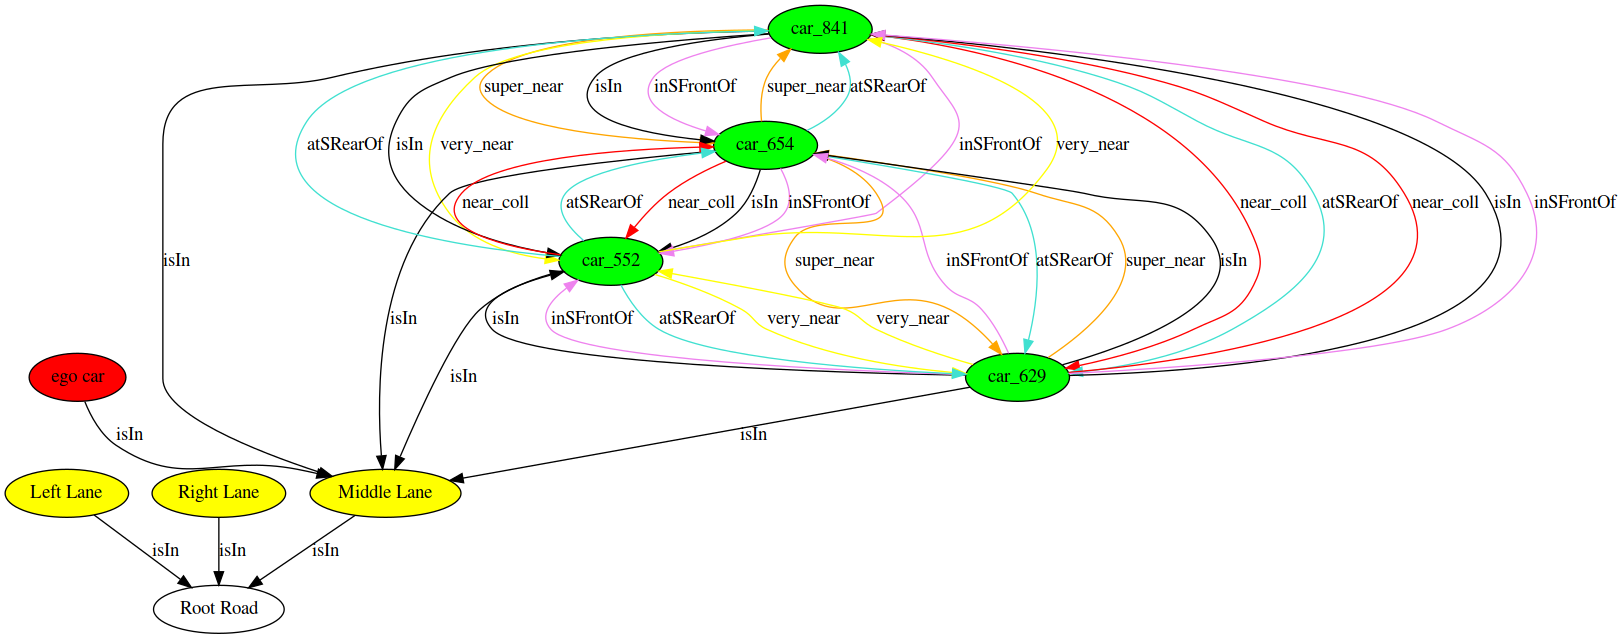 car_841
super_near
isIn
inSFrontOf
super_near
atSRearOf
atSRearOf
isIn
very_near
car_654
inSFrontOf
very_near
near_coll
atSRearOf
near_coll
isIn
inSFrontOf
near_coll
atSRearOf
near_coll
isIn
inSFrontOf
isIn
car_552
super_near
inSFrontOf
atSRearOf
super_near
isIn
isIn
isIn
inSFrontOf
atSRearOf
very_near
very_near
ego car
isIn
car_629
isIn
isIn
Left Lane
Right Lane
Middle Lane
isIn
isIn
isIn
Root Road